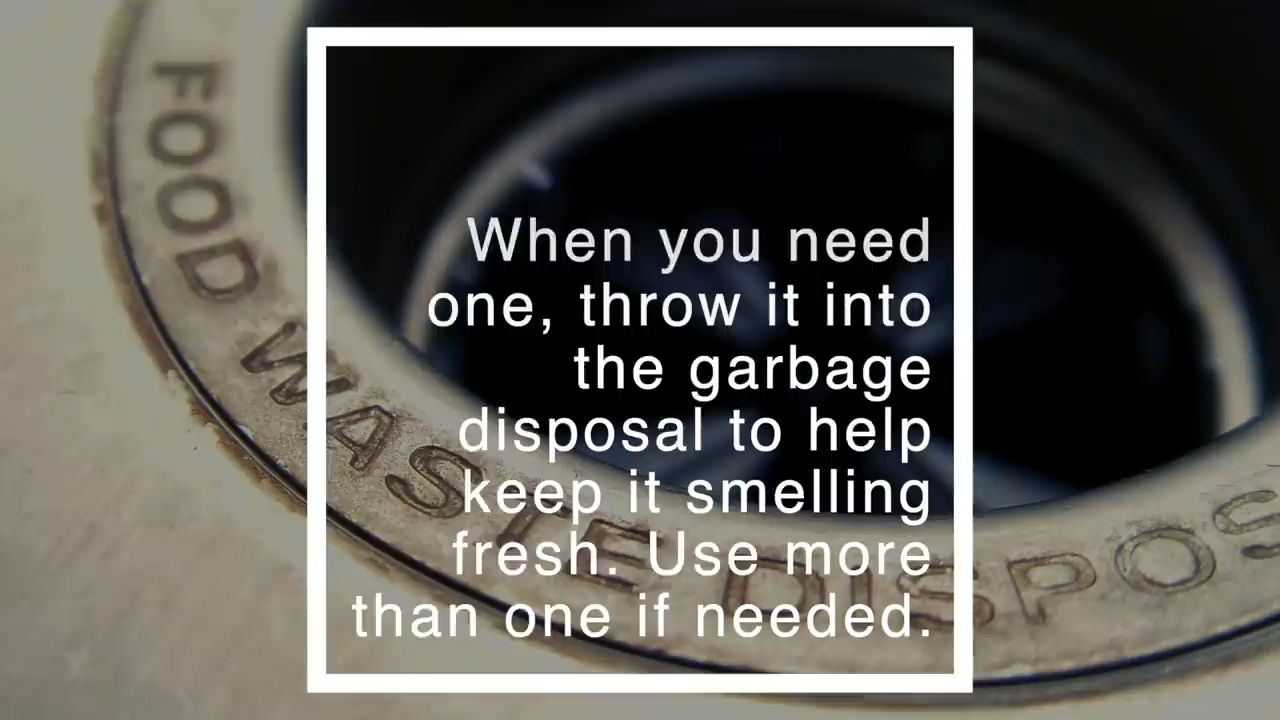 FOOD WASTE DISPOS
When you need
one, throw it into
the garbage
disposal to help
keep it smelling
fresh. Use more
than one if needed.